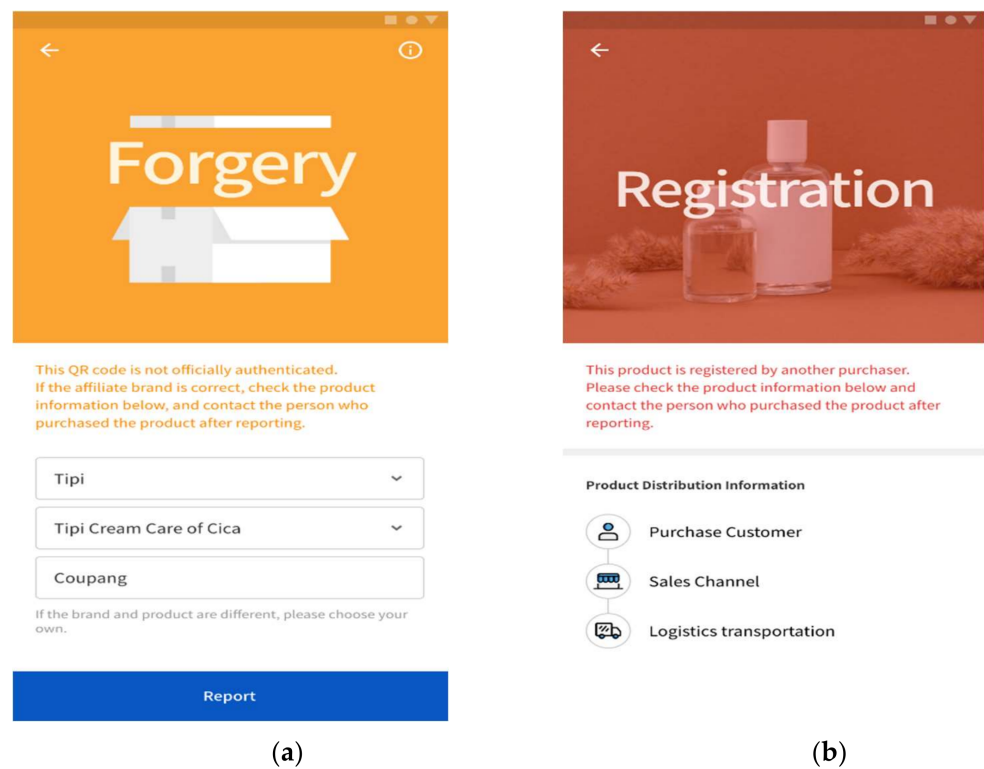 Forgery
This QR code is not officially authenticated.
If the affiliate brand is correct, check the product
information below, and contact the person who
purchased the product after reporting.
Tipi
Tipi Cream Care of Cica
Coupang
If the brand and product are different, please choose your
own.
Report
(a)
Registration
This product is registered by another purchaser.
Please check the product information below and
contact the person who purchased the product after
reporting.
Product Distribution Information
Purchase Customer
Sales Channel
Logistics transportation
(b)